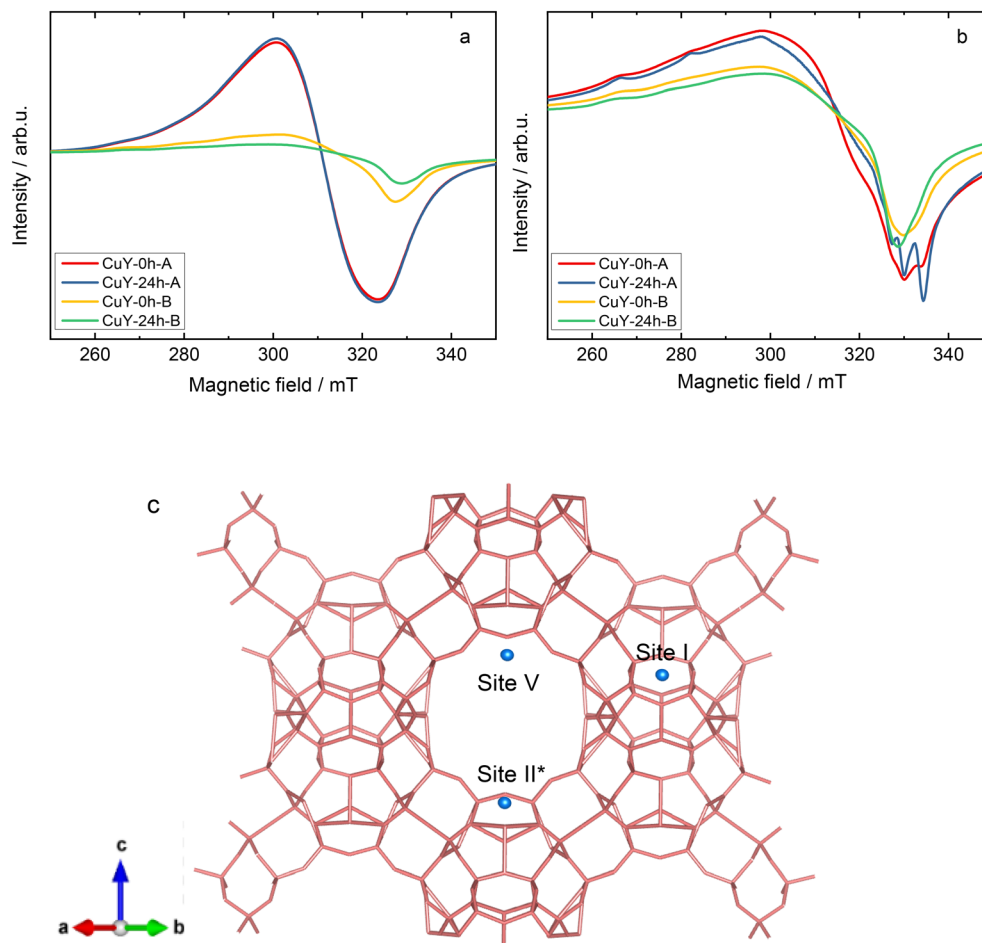 a
Intensity / arb.u.
CuY-0h-A
CuY-24h-A
CuY-0h-B
CuY-24h-B
260 280 300 320 340
Magnetic field / mT
b
Intensity / arb.u.
CuY-0h-A
CuY-24h-A
CuY-0h-B
CuY-24h-B
260 280 300 320 340
Magnetic field / mT
c
Site I
Site V
Site II*
c
a
b